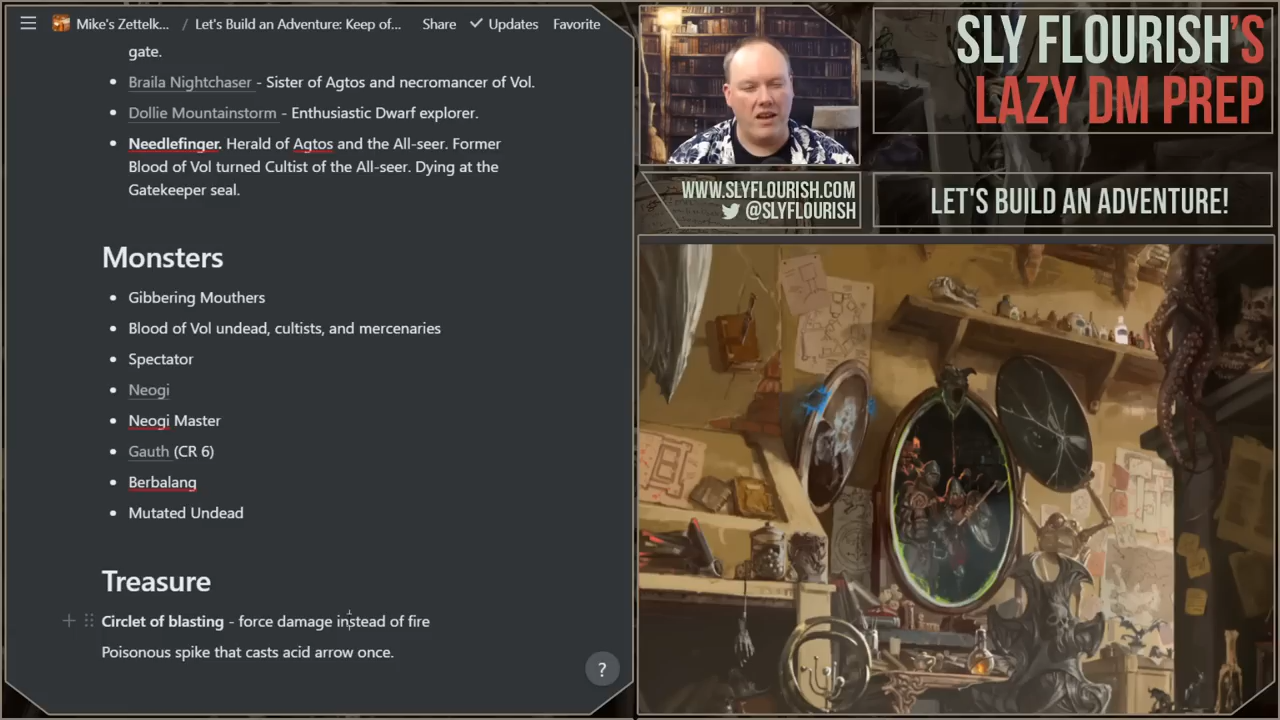 Mike's Zettelk... / Let's Build an Adventure: Keep of... Share Updates Favorite
gate.
Braila Nightchaser - Sister of Agtos and necromancer of Vol.
Dollie Mountainstorm - Enthusiastic Dwarf explorer.
Needlefinger. Herald of Agtos and the All-seer. Former
Blood of Vol turned Cultist of the All-seer. Dying at the
Gatekeeper seal.
Monsters
Gibbering Mouthers
Blood of Vol undead, cultists, and mercenaries
Spectator
Neogi
Neogi Master
Gauth (CR 6)
Berbalang
Mutated Undead
Treasure
Circlet of blasting - force damage instead of fire
Poisonous spike that casts acid arrow once.
?
SLY FLOURISH'S
LAZY DM PREP
WWW.SLYFLOURISH.COM
@SLYFLOURISH
LET'S BUILD AN ADVENTURE!